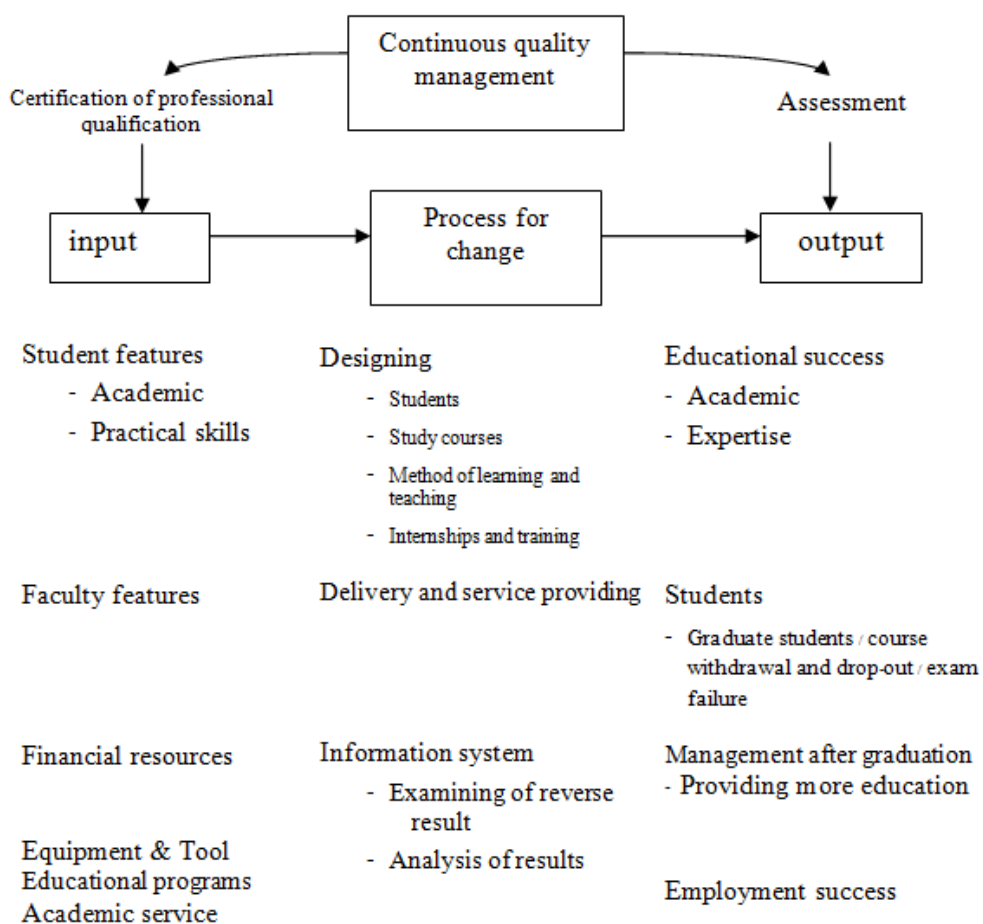 Continuous quality
management
Certification of professional
qualification
Assessment
input
Process for
change
output
Student features
- Academic
- Practical skills
Designing
- Students
- Study courses
- Method of learning and
teaching
- Internships and training
Educational success
- Academic
- Expertise
Faculty features
Delivery and service providing
Students
- Graduate students / course
withdrawal and drop-out / exam
failure
Financial resources
Information system
- Examining of reverse
result
- Analysis of results
Management after graduation
- Providing more education
Equipment & Tool
Educational programs
Academic service
Employment success